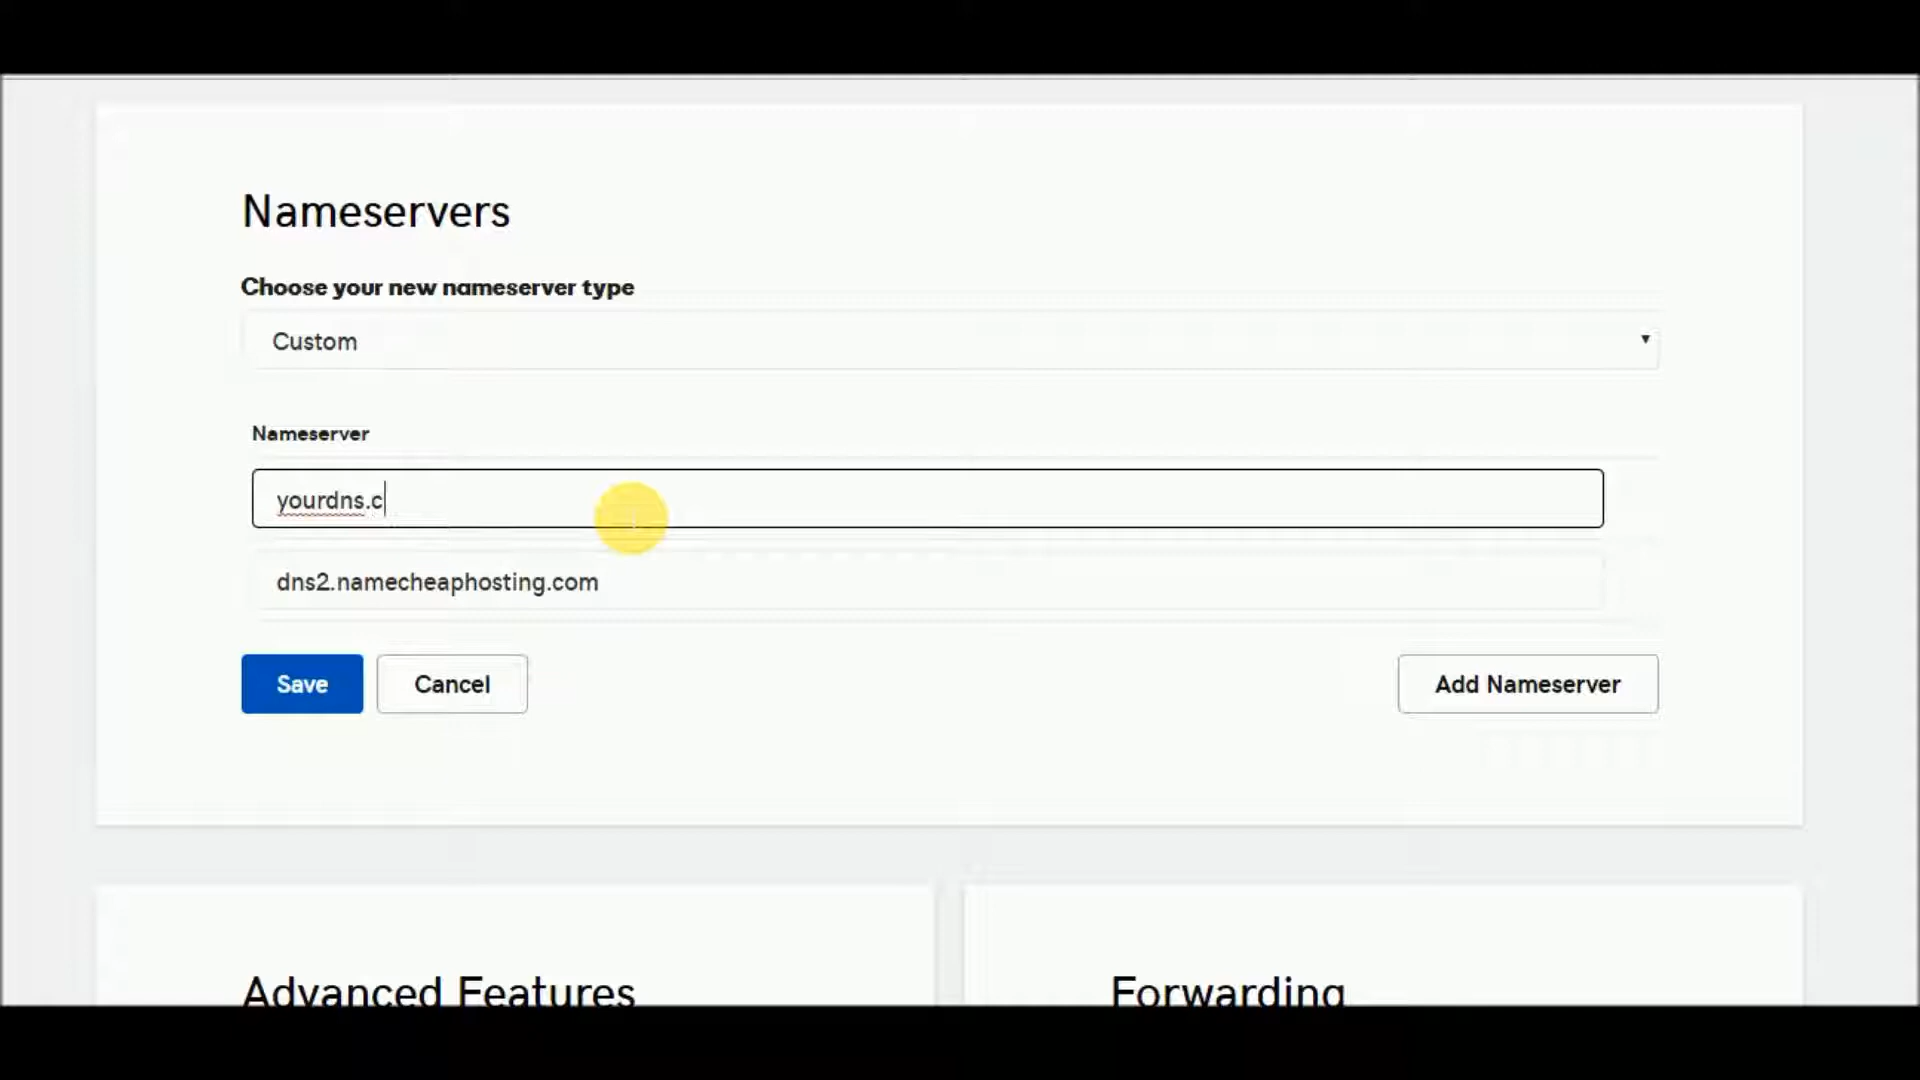 Nameservers
Choose your new nameserver type
Custom
Nameserver
yourdns.c
dns2.namecheaphosting.com
Save Cancel Add Nameserver
Advanced Features Forwarding